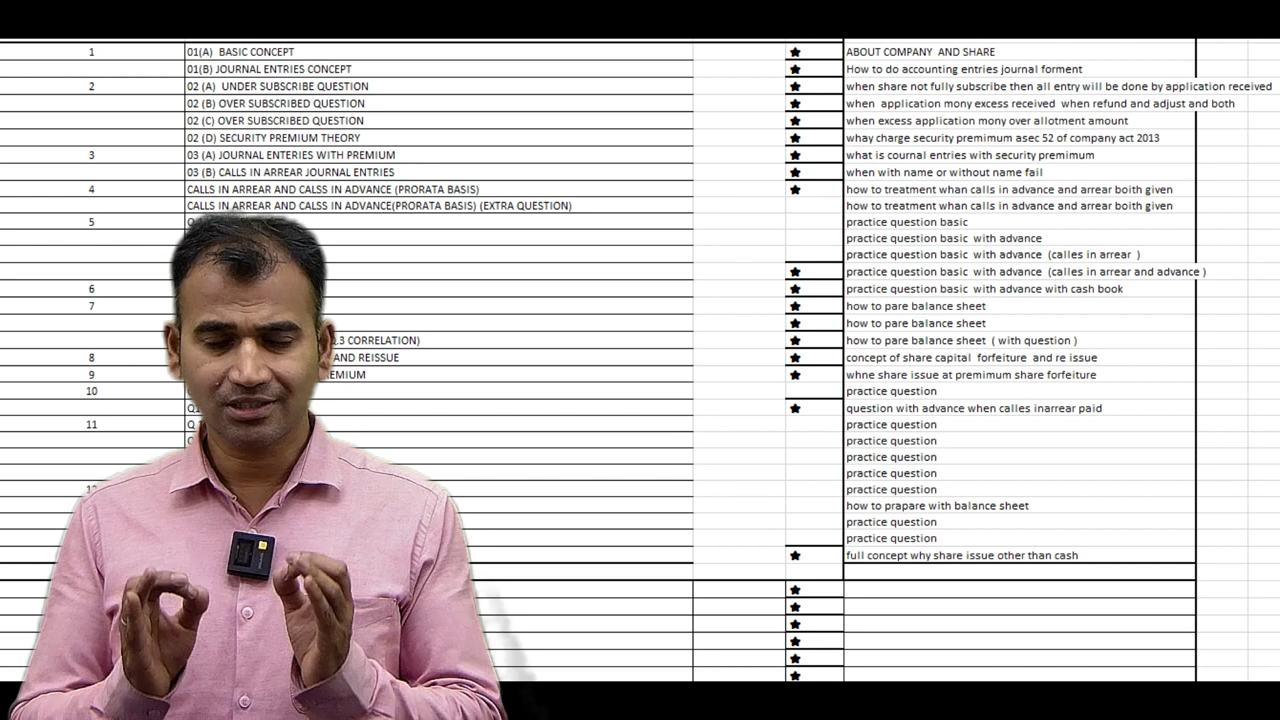 1 01(A) BASIC CONCEPT ABOUT COMPANY AND SHARE
01(B) JOURNAL ENTRIES CONCEPT How to do accounting entries journal forment
2 02 (A) UNDER SUBSCRIBE QUESTION when share not fully subscribe then all entry will be done by application received
02 (B) OVER SUBSCRIBED QUESTION when application mony excess received when refund and adjust and both
02 (C) OVER SUBSCRIBED QUESTION when excess application mony over allotment amount
02 (D) SECURITY PREMIUM THEORY whay charge security premimum asec 52 of company act 2013
3 03 (A) JOURNAL ENTERIES WITH PREMIUM what is cournal entries with security premimum
03 (B) CALLS IN ARREAR JOURNAL ENTRIES when with name or without name fail
4 CALLS IN ARREAR AND CALSS IN ADVANCE (PRORATA BASIS) how to treatment whan calls in advance and arrear boith given
CALLS IN ARREAR AND CALSS IN ADVANCE(PRORATA BASIS) (EXTRA QUESTION) how to treatment whan calls in advance and arrear boith given
5 practice question basic
practice question basic with advance
practice question basic with advance (calles in arrear )
practice question basic with advance (calles in arrear and advance )
6 practice question basic with advance with cash book
7 how to pare balance sheet
how to pare balance sheet
CORRELATION) how to pare balance sheet ( with question )
8 AND REISSUE concept of share capital forfeiture and re issue
9 whne share issue at premimum share forfeiture
10 practice question
question with advance when calles inarrear paid
11 Q practice question
practice question
practice question
practice question
practice question
how to prapare with balance sheet
practice question
practice question
full concept why share issue other than cash